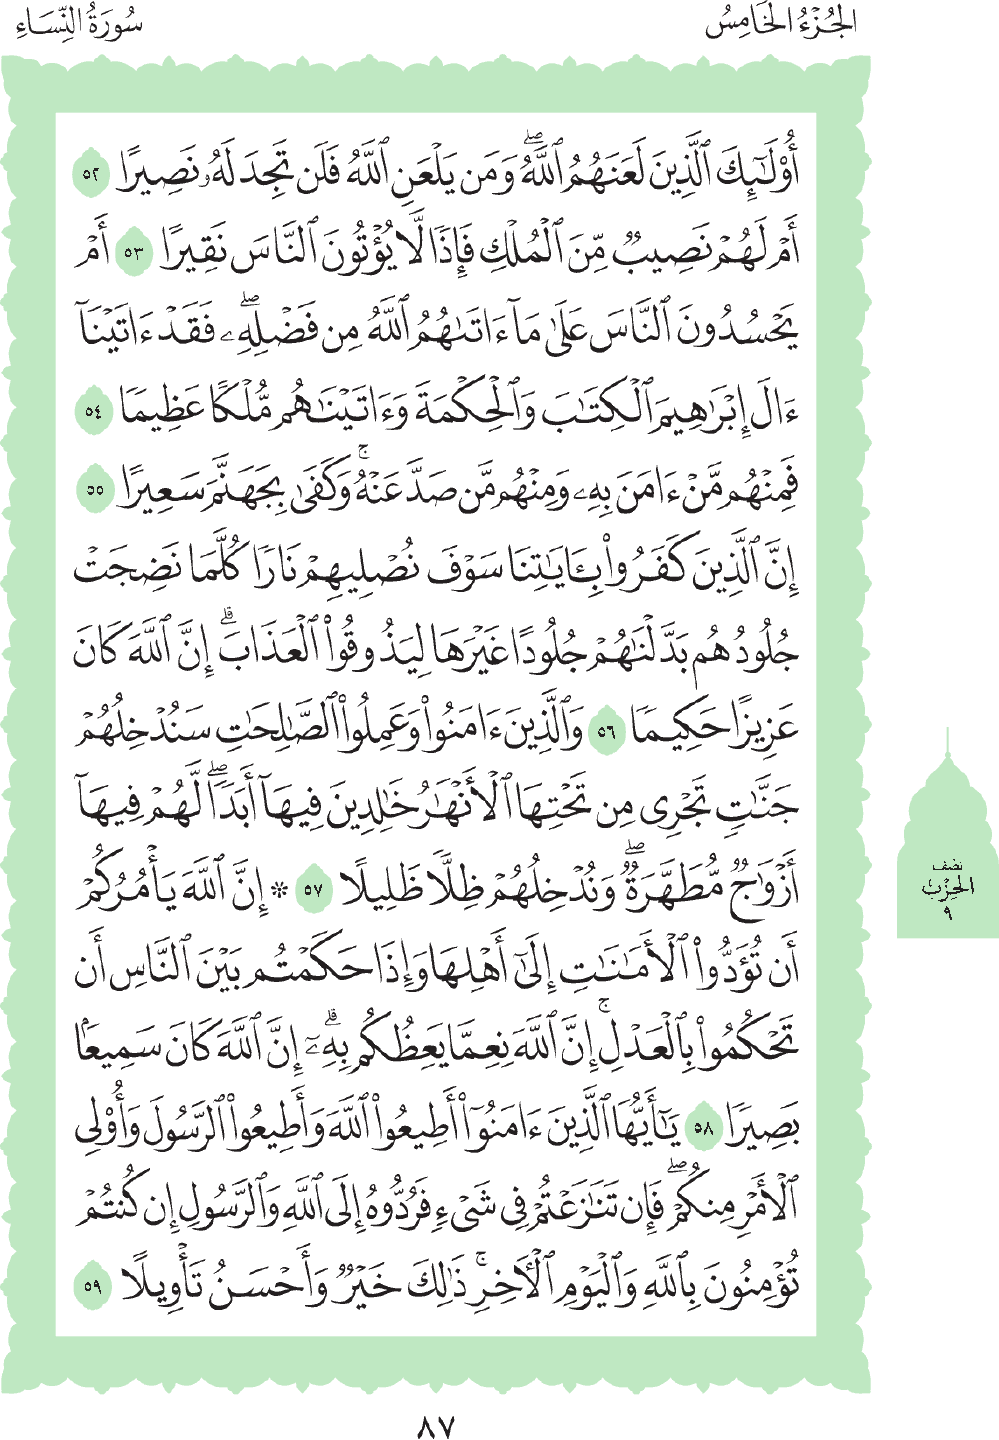 الجُزْءُ الخَامِسُ
سُورَةُ النِّسَاءِ
أُوْلَـٰٓئِكَ ٱلَّذِينَ لَعَنَهُمُ ٱللَّهُۖ وَمَن يَلْعَنِ ٱللَّهُ فَلَن تَجِدَ لَهُۥ نَصِيرًا ٥٢
أَمْ لَهُمْ نَصِيبٌ مِّنَ ٱلْمُلْكِ فَإِذًا لَّا يُؤْتُونَ ٱلنَّاسَ نَقِيرًا ٥٣ أَمْ
يَحْسُدُونَ ٱلنَّاسَ عَلَىٰ مَآ ءَاتَىٰهُمُ ٱللَّهُ مِن فَضْلِهِۦۖ فَقَدْ ءَاتَيْنَآ
ءَالَ إِبْرَٰهِيمَ ٱلْكِتَـٰبَ وَٱلْحِكْمَةَ وَءَاتَيْنَـٰهُم مُّلْكًا عَظِيمًا ٥٤
فَمِنْهُم مَّنْ ءَامَنَ بِهِۦ وَمِنْهُم مَّن صَدَّ عَنْهُۚ وَكَفَىٰ بِجَهَنَّمَ سَعِيرًا ٥٥
إِنَّ ٱلَّذِينَ كَفَرُوا۟ بِـَٔايَـٰتِنَا سَوْفَ نُصْلِيهِمْ نَارًا كُلَّمَا نَضِجَتْ
جُلُودُهُم بَدَّلْنَـٰهُمْ جُلُودًا غَيْرَهَا لِيَذُوقُوا۟ ٱلْعَذَابَۗ إِنَّ ٱللَّهَ كَانَ
عَزِيزًا حَكِيمًا ٥٦ وَٱلَّذِينَ ءَامَنُوا۟ وَعَمِلُوا۟ ٱلصَّـٰلِحَـٰتِ سَنُدْخِلُهُمْ
جَنَّـٰتٍ تَجْرِى مِن تَحْتِهَا ٱلْأَنْهَـٰرُ خَـٰلِدِينَ فِيهَآ أَبَدًاۖ لَّهُمْ فِيهَآ
أَزْوَٰجٌ مُّطَهَّرَةٌۖ وَنُدْخِلُهُمْ ظِلًّا ظَلِيلًا ٥٧ ۞ إِنَّ ٱللَّهَ يَأْمُرُكُمْ
أَن تُؤَدُّوا۟ ٱلْأَمَـٰنَـٰتِ إِلَىٰٓ أَهْلِهَا وَإِذَا حَكَمْتُم بَيْنَ ٱلنَّاسِ أَن
تَحْكُمُوا۟ بِٱلْعَدْلِۚ إِنَّ ٱللَّهَ نِعِمَّا يَعِظُكُم بِهِۦٓۗ إِنَّ ٱللَّهَ كَانَ سَمِيعًۢا
بَصِيرًا ٥٨ يَـٰٓأَيُّهَا ٱلَّذِينَ ءَامَنُوٓا۟ أَطِيعُوا۟ ٱللَّهَ وَأَطِيعُوا۟ ٱلرَّسُولَ وَأُو۟لِى
ٱلْأَمْرِ مِنكُمْۖ فَإِن تَنَـٰزَعْتُمْ فِى شَىْءٍ فَرُدُّوهُ إِلَى ٱللَّهِ وَٱلرَّسُولِ إِن كُنتُمْ
تُؤْمِنُونَ بِٱللَّهِ وَٱلْيَوْمِ ٱلْـَٔاخِرِۚ ذَٰلِكَ خَيْرٌ وَأَحْسَنُ تَأْوِيلًا ٥٩
نصف
الحزب
٩
٨٧